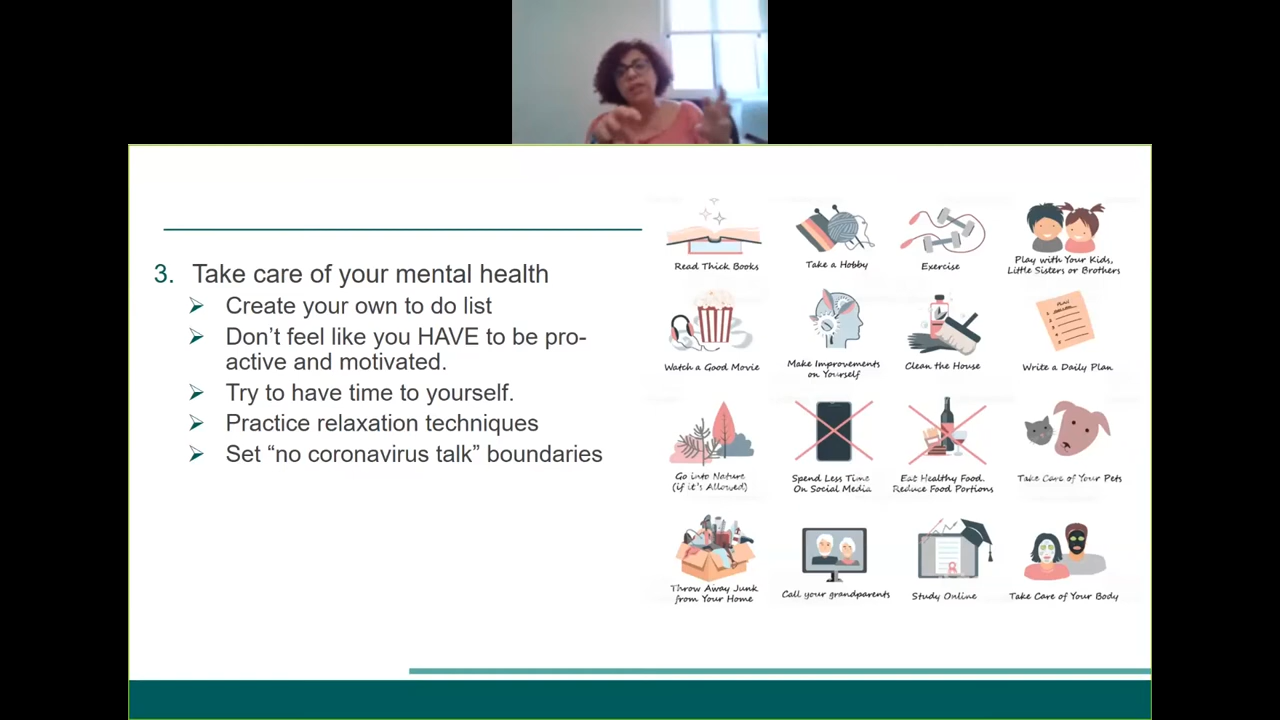 3. Take care of your mental health
Create your own to do list
Don’t feel like you HAVE to be pro-
active and motivated.
Try to have time to yourself.
Practice relaxation techniques
Set “no coronavirus talk” boundaries
Read Thick Books
Take a Hobby
Exercise
Play with Your Kids,
Little Sisters or Brothers
Watch a Good Movie
Make Improvements
on Yourself
Clean the House
PLAN
1.
2.
3.
4.
Write a Daily Plan
Go into Nature
(if it's Allowed)
Spend Less Time
On Social Media
Eat Healthy Food.
Reduce Food Portions
Take Care of Your Pets
Throw Away Junk
from Your Home
Call your grandparents
Study Online
Take Care of Your Body